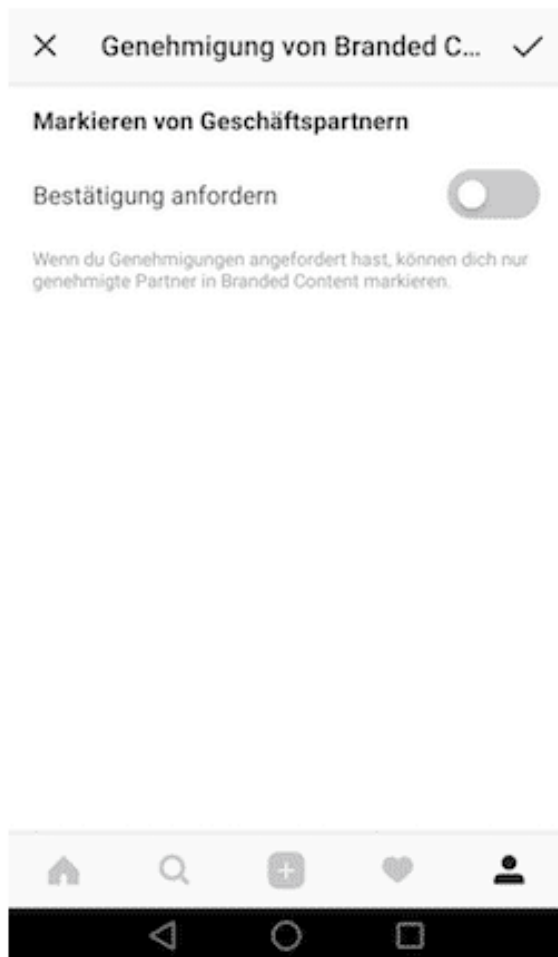 Genehmigung von Branded C...
Markieren von Geschäftspartnern
Bestätigung anfordern
Wenn du Genehmigungen angefordert hast, können dich nur
genehmigte Partner in Branded Content markieren.